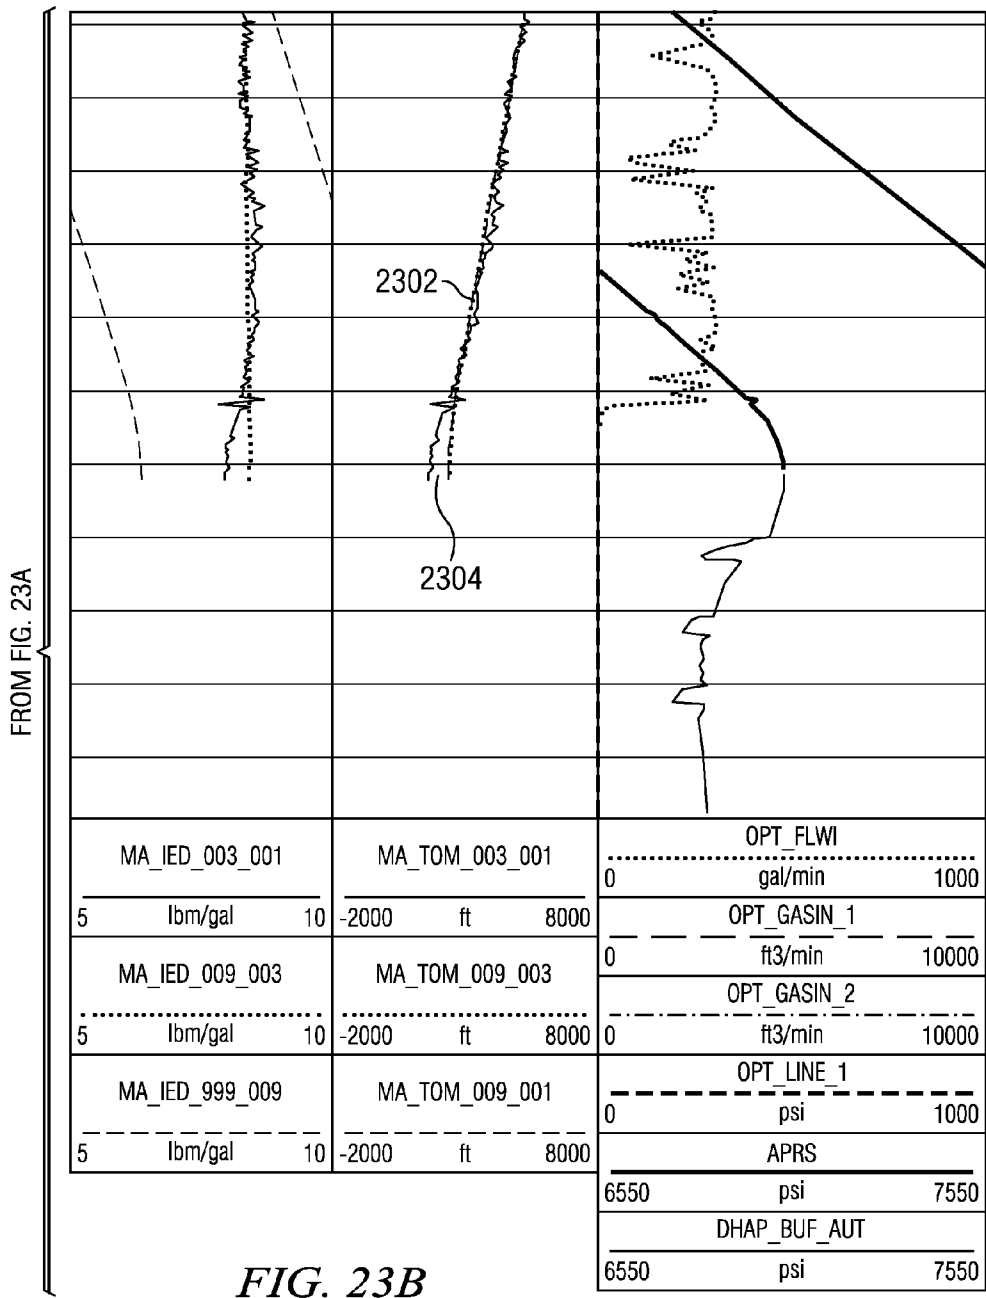 FROM FIG. 23A
2302
2304
MA_IED_003_001
5 lbm/gal 10
MA_IED_009_003
5 lbm/gal 10
MA_IED_999_009
5 lbm/gal 10
MA_TOM_003_001
-2000 ft 8000
MA_TOM_009_003
-2000 ft 8000
MA_TOM_009_001
-2000 ft 8000
OPT_FLWI
0 gal/min 1000
OPT_GASIN_1
0 ft3/min 10000
OPT_GASIN_2
0 ft3/min 10000
OPT_LINE_1
0 psi 1000
APRS
6550 psi 7550
DHAP_BUF_AUT
6550 psi 7550
FIG. 23B